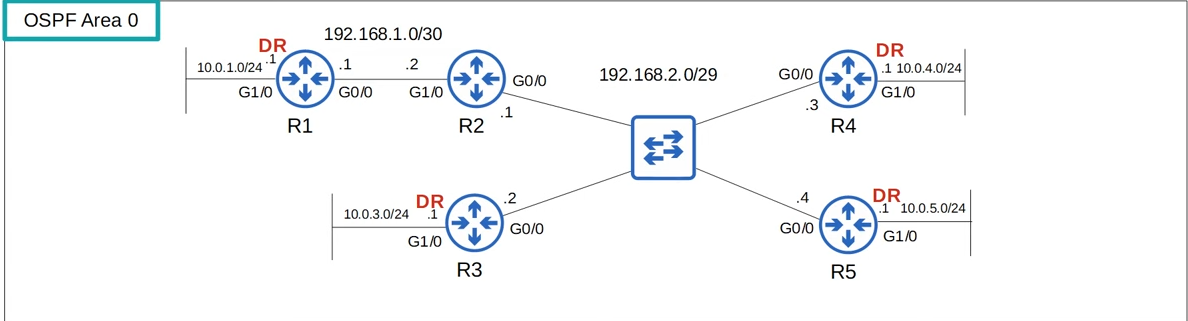 OSPF Area 0
192.168.1.0/30
DR
10.0.1.0/24
.1
G1/0
R1
.1
G0/0
.2
G1/0
R2
G0/0
.1
192.168.2.0/29
G0/0
.3
R4
DR
.1 10.0.4.0/24
G1/0
10.0.3.0/24
DR
.1
G1/0
R3
.2
G0/0
.4
G0/0
R5
DR
.1 10.0.5.0/24
G1/0